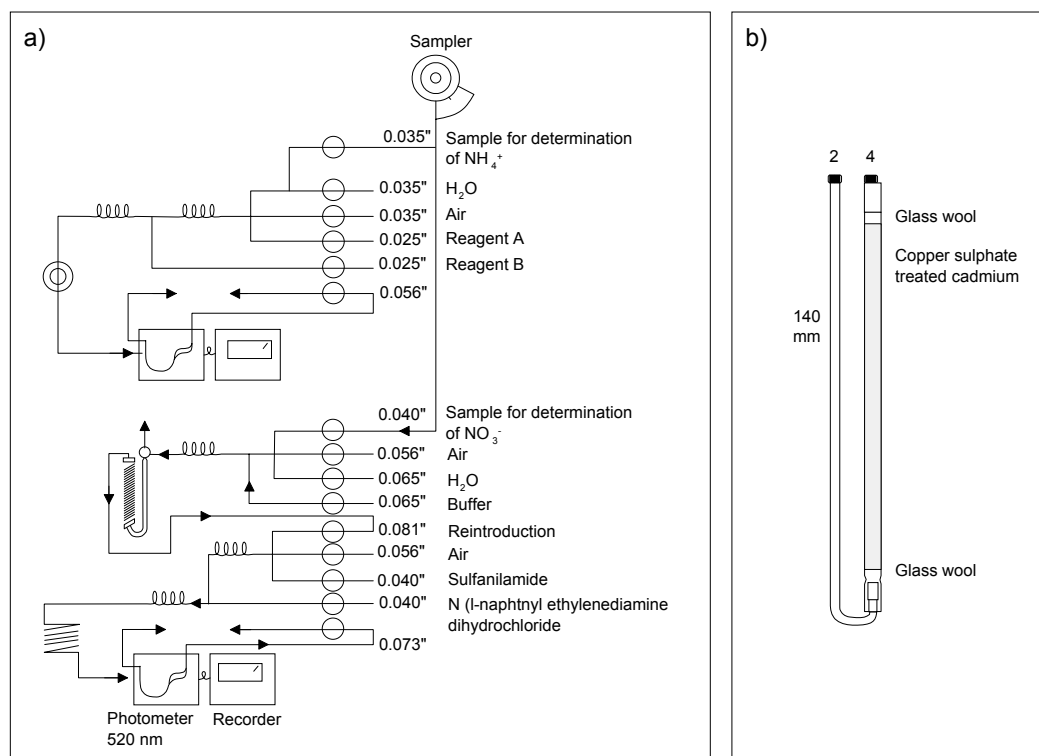 a)
Sampler
0.035" Sample for determination
of NH4+
0.035" H2O
0.035" Air
0.025" Reagent A
0.025" Reagent B
0.056"
0.040" Sample for determination
of NO3-
0.056" Air
0.065" H2O
0.065" Buffer
0.081" Reintroduction
0.056" Air
0.040" Sulfanilamide
0.040" N (l-naphtnyl ethylenediamine
dihydrochloride
0.073"
Photometer Recorder
520 nm
b)
2 4
Glass wool
Copper sulphate
treated cadmium
140
mm
Glass wool